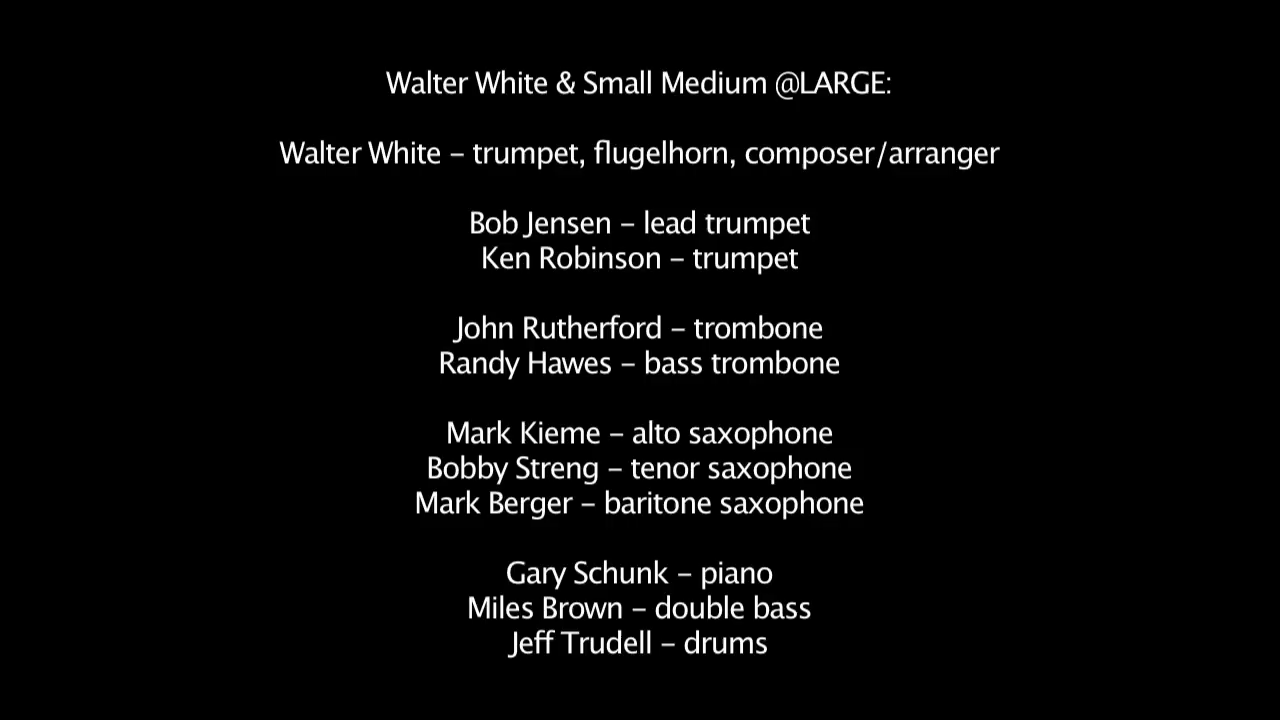 Walter White & Small Medium @LARGE:
Walter White – trumpet, flugelhorn, composer/arranger
Bob Jensen – lead trumpet
Ken Robinson – trumpet
John Rutherford – trombone
Randy Hawes – bass trombone
Mark Kieme – alto saxophone
Bobby Streng – tenor saxophone
Mark Berger – baritone saxophone
Gary Schunk – piano
Miles Brown – double bass
Jeff Trudell – drums